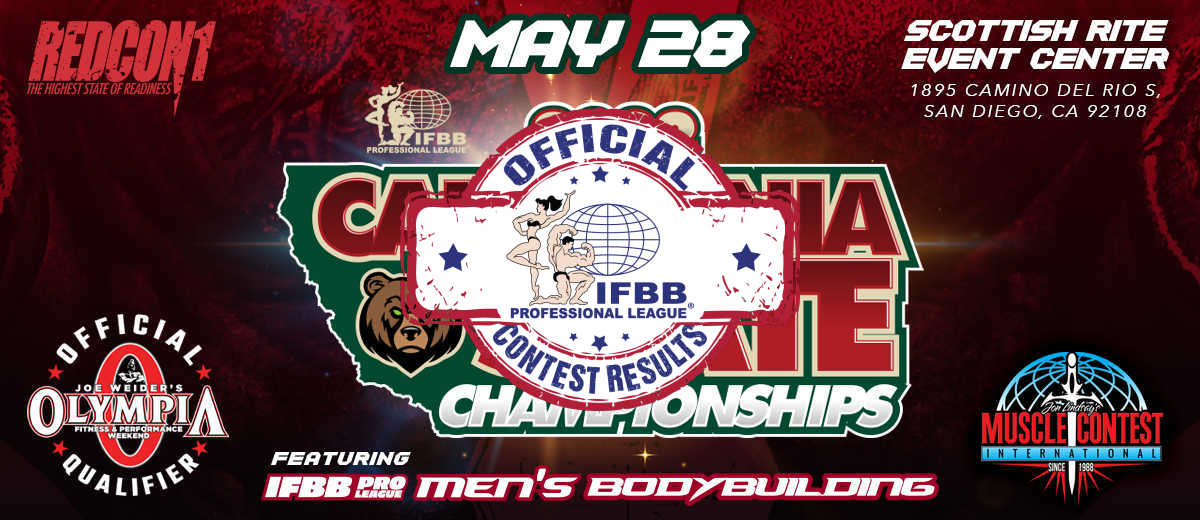 REDCON1
THE HIGHEST STATE OF READINESS
MAY 28
SCOTTISH RITE
EVENT CENTER
1895 CAMINO DEL RIO S,
SAN DIEGO, CA 92108
IFBB
PROFESSIONAL LEAGUE
OFFICIAL
IFBB
PROFESSIONAL LEAGUE®
CONTEST RESULTS
CHAMPIONSHIPS
OFFICIAL
JOE WEIDER'S
OLYMPIA
FITNESS & PERFORMANCE
WEEKEND
QUALIFIER
Jon Lindsay's
MUSCLE CONTEST
INTERNATIONAL
SINCE 1988
FEATURING
IFBB PRO LEAGUE MEN'S BODYBUILDING